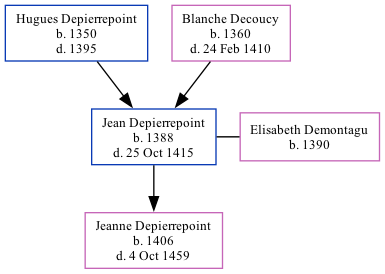 Hugues Depierrepoint
b. 1350
d. 1395
Blanche Decoucy
b. 1360
d. 24 Feb 1410
Jean Depierrepoint
b. 1388
d. 25 Oct 1415
Elisabeth Demontagu
b. 1390
Jeanne Depierrepoint
b. 1406
d. 4 Oct 1459